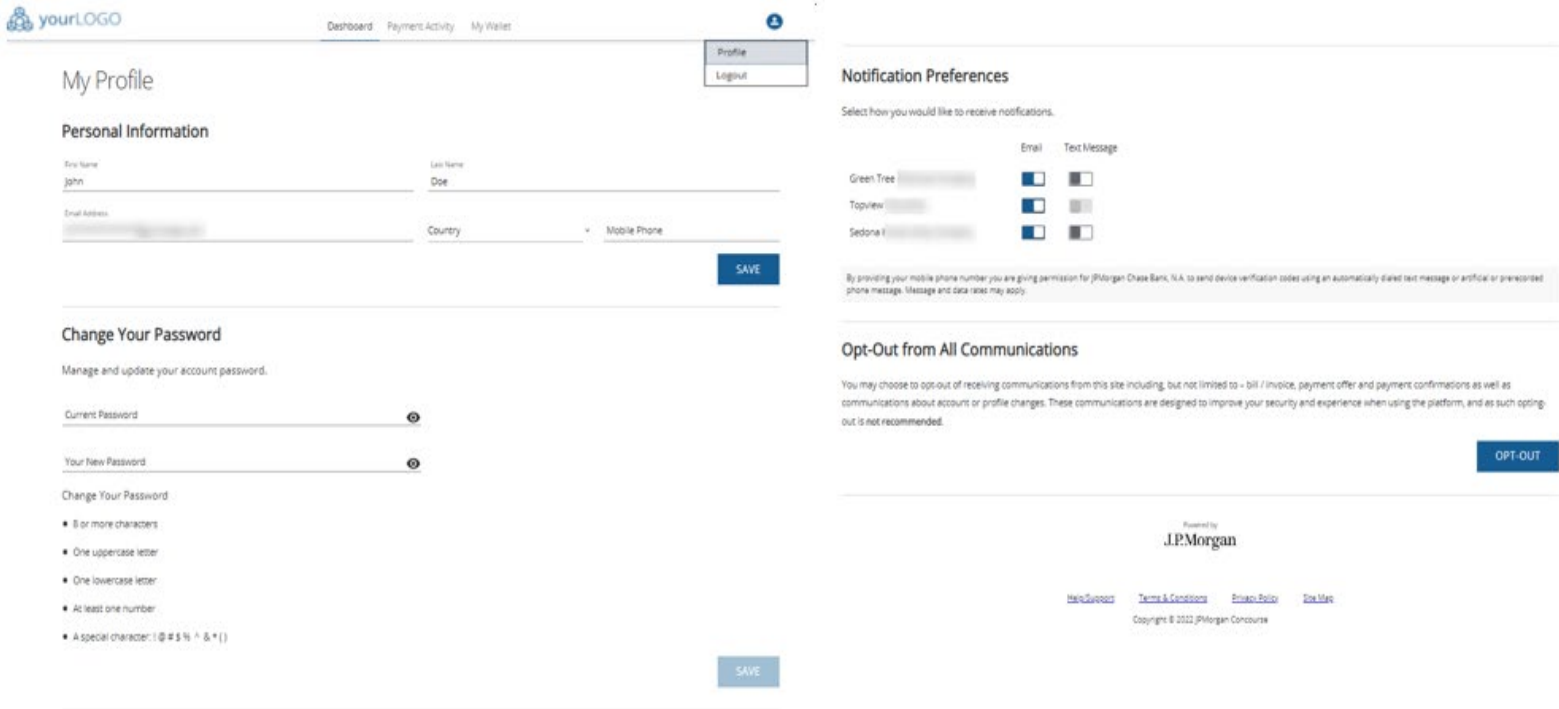 yourLOGO
Dashboard Payment Activity My Wallet
Profile
Logout
My Profile
Personal Information
First Name Last Name
John Doe
Email Address
Country Mobile Phone
SAVE
Change Your Password
Manage and update your account password.
Current Password
Your New Password
Change Your Password
8 or more characters
One uppercase letter
One lowercase letter
At least one number
A special character: ! @ # $ % ^ & * ( )
SAVE
Notification Preferences
Select how you would like to receive notifications.
Email Text Message
Green Tree
Topview
Sedona
By providing your mobile phone number you are giving permission for JPMorgan Chase Bank, N.A. to send device verification codes using an automatically dialed text message or artificial or prerecorded
phone message. Message and data rates may apply.
Opt-Out from All Communications
You may choose to opt-out of receiving communications from this site including, but not limited to – bill / invoice, payment offer and payment confirmations as well as
communications about account or profile changes. These communications are designed to improve your security and experience when using the platform, and as such opting-
out is not recommended.
OPT-OUT
Powered by
J.P.Morgan
Help/Support Terms & Conditions Privacy Policy Site Map
Copyright © 2022 JPMorgan Concourse